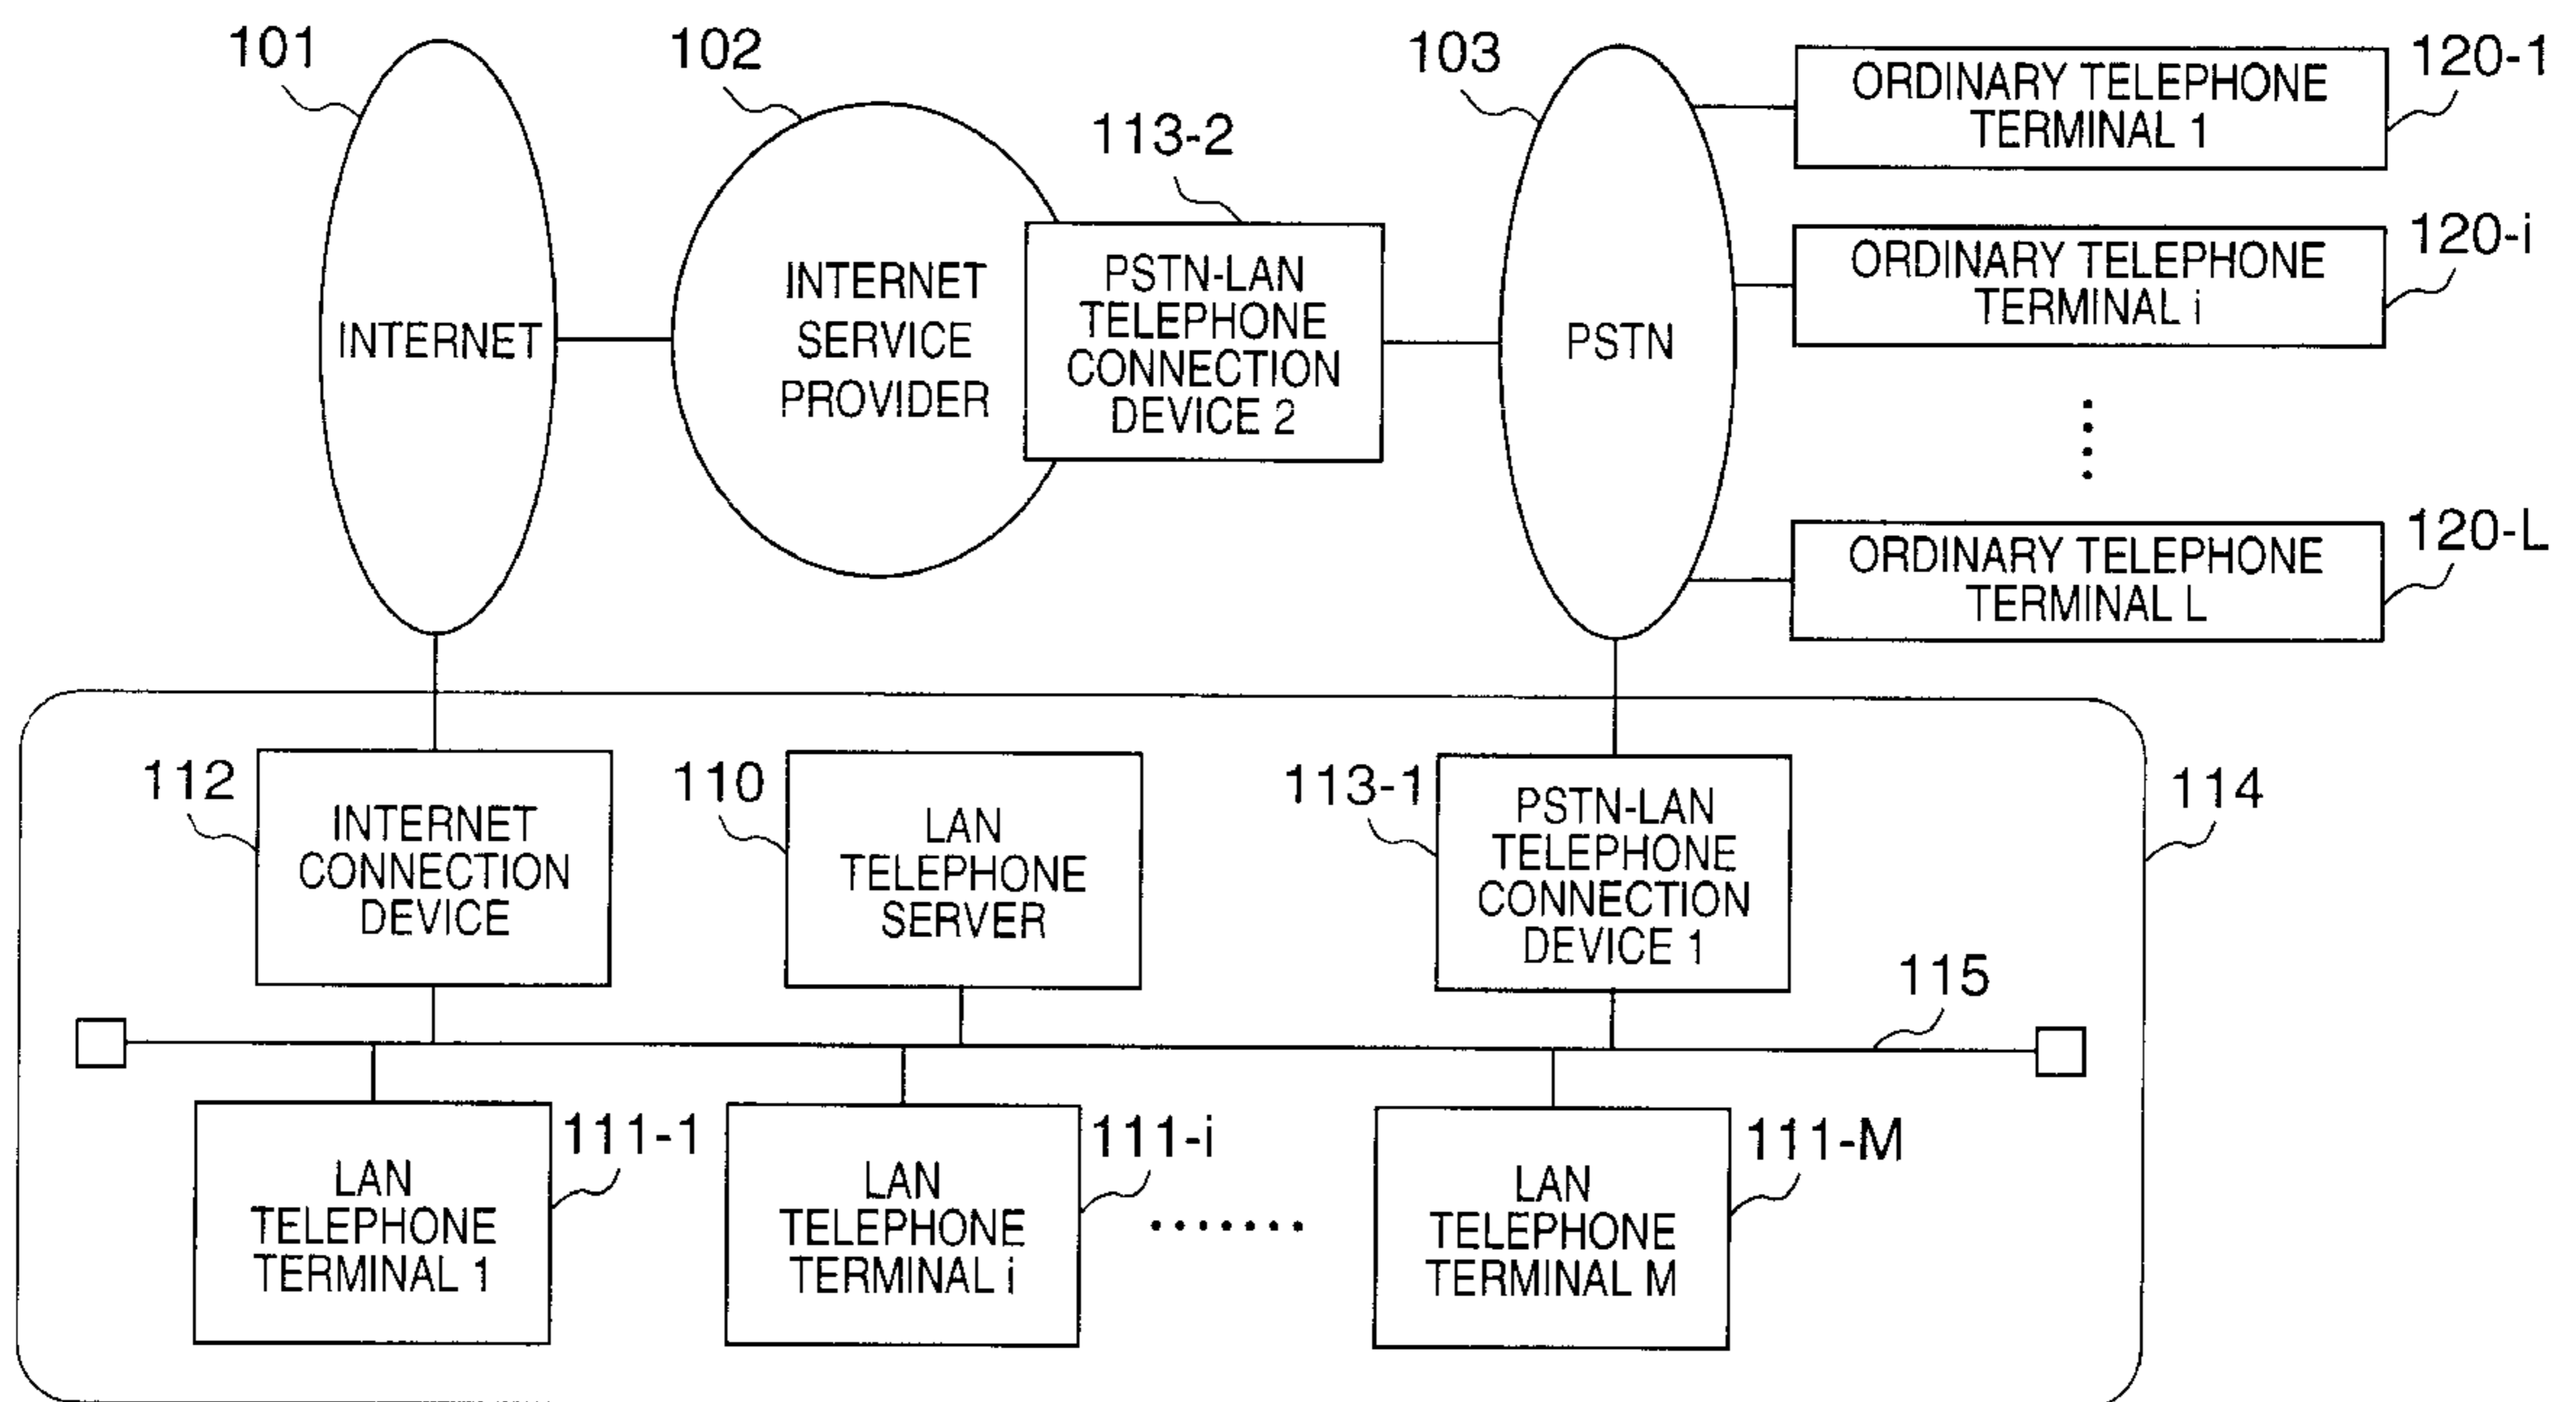 101
102
103
113-2
120-1
120-i
120-L
INTERNET
INTERNET
SERVICE
PROVIDER
PSTN-LAN
TELEPHONE
CONNECTION
DEVICE 2
PSTN
ORDINARY TELEPHONE
TERMINAL 1
ORDINARY TELEPHONE
TERMINAL i
ORDINARY TELEPHONE
TERMINAL L
112
INTERNET
CONNECTION
DEVICE
110
LAN
TELEPHONE
SERVER
113-1
PSTN-LAN
TELEPHONE
CONNECTION
DEVICE 1
114
115
111-1
LAN
TELEPHONE
TERMINAL 1
111-i
LAN
TELEPHONE
TERMINAL i
111-M
LAN
TELEPHONE
TERMINAL M